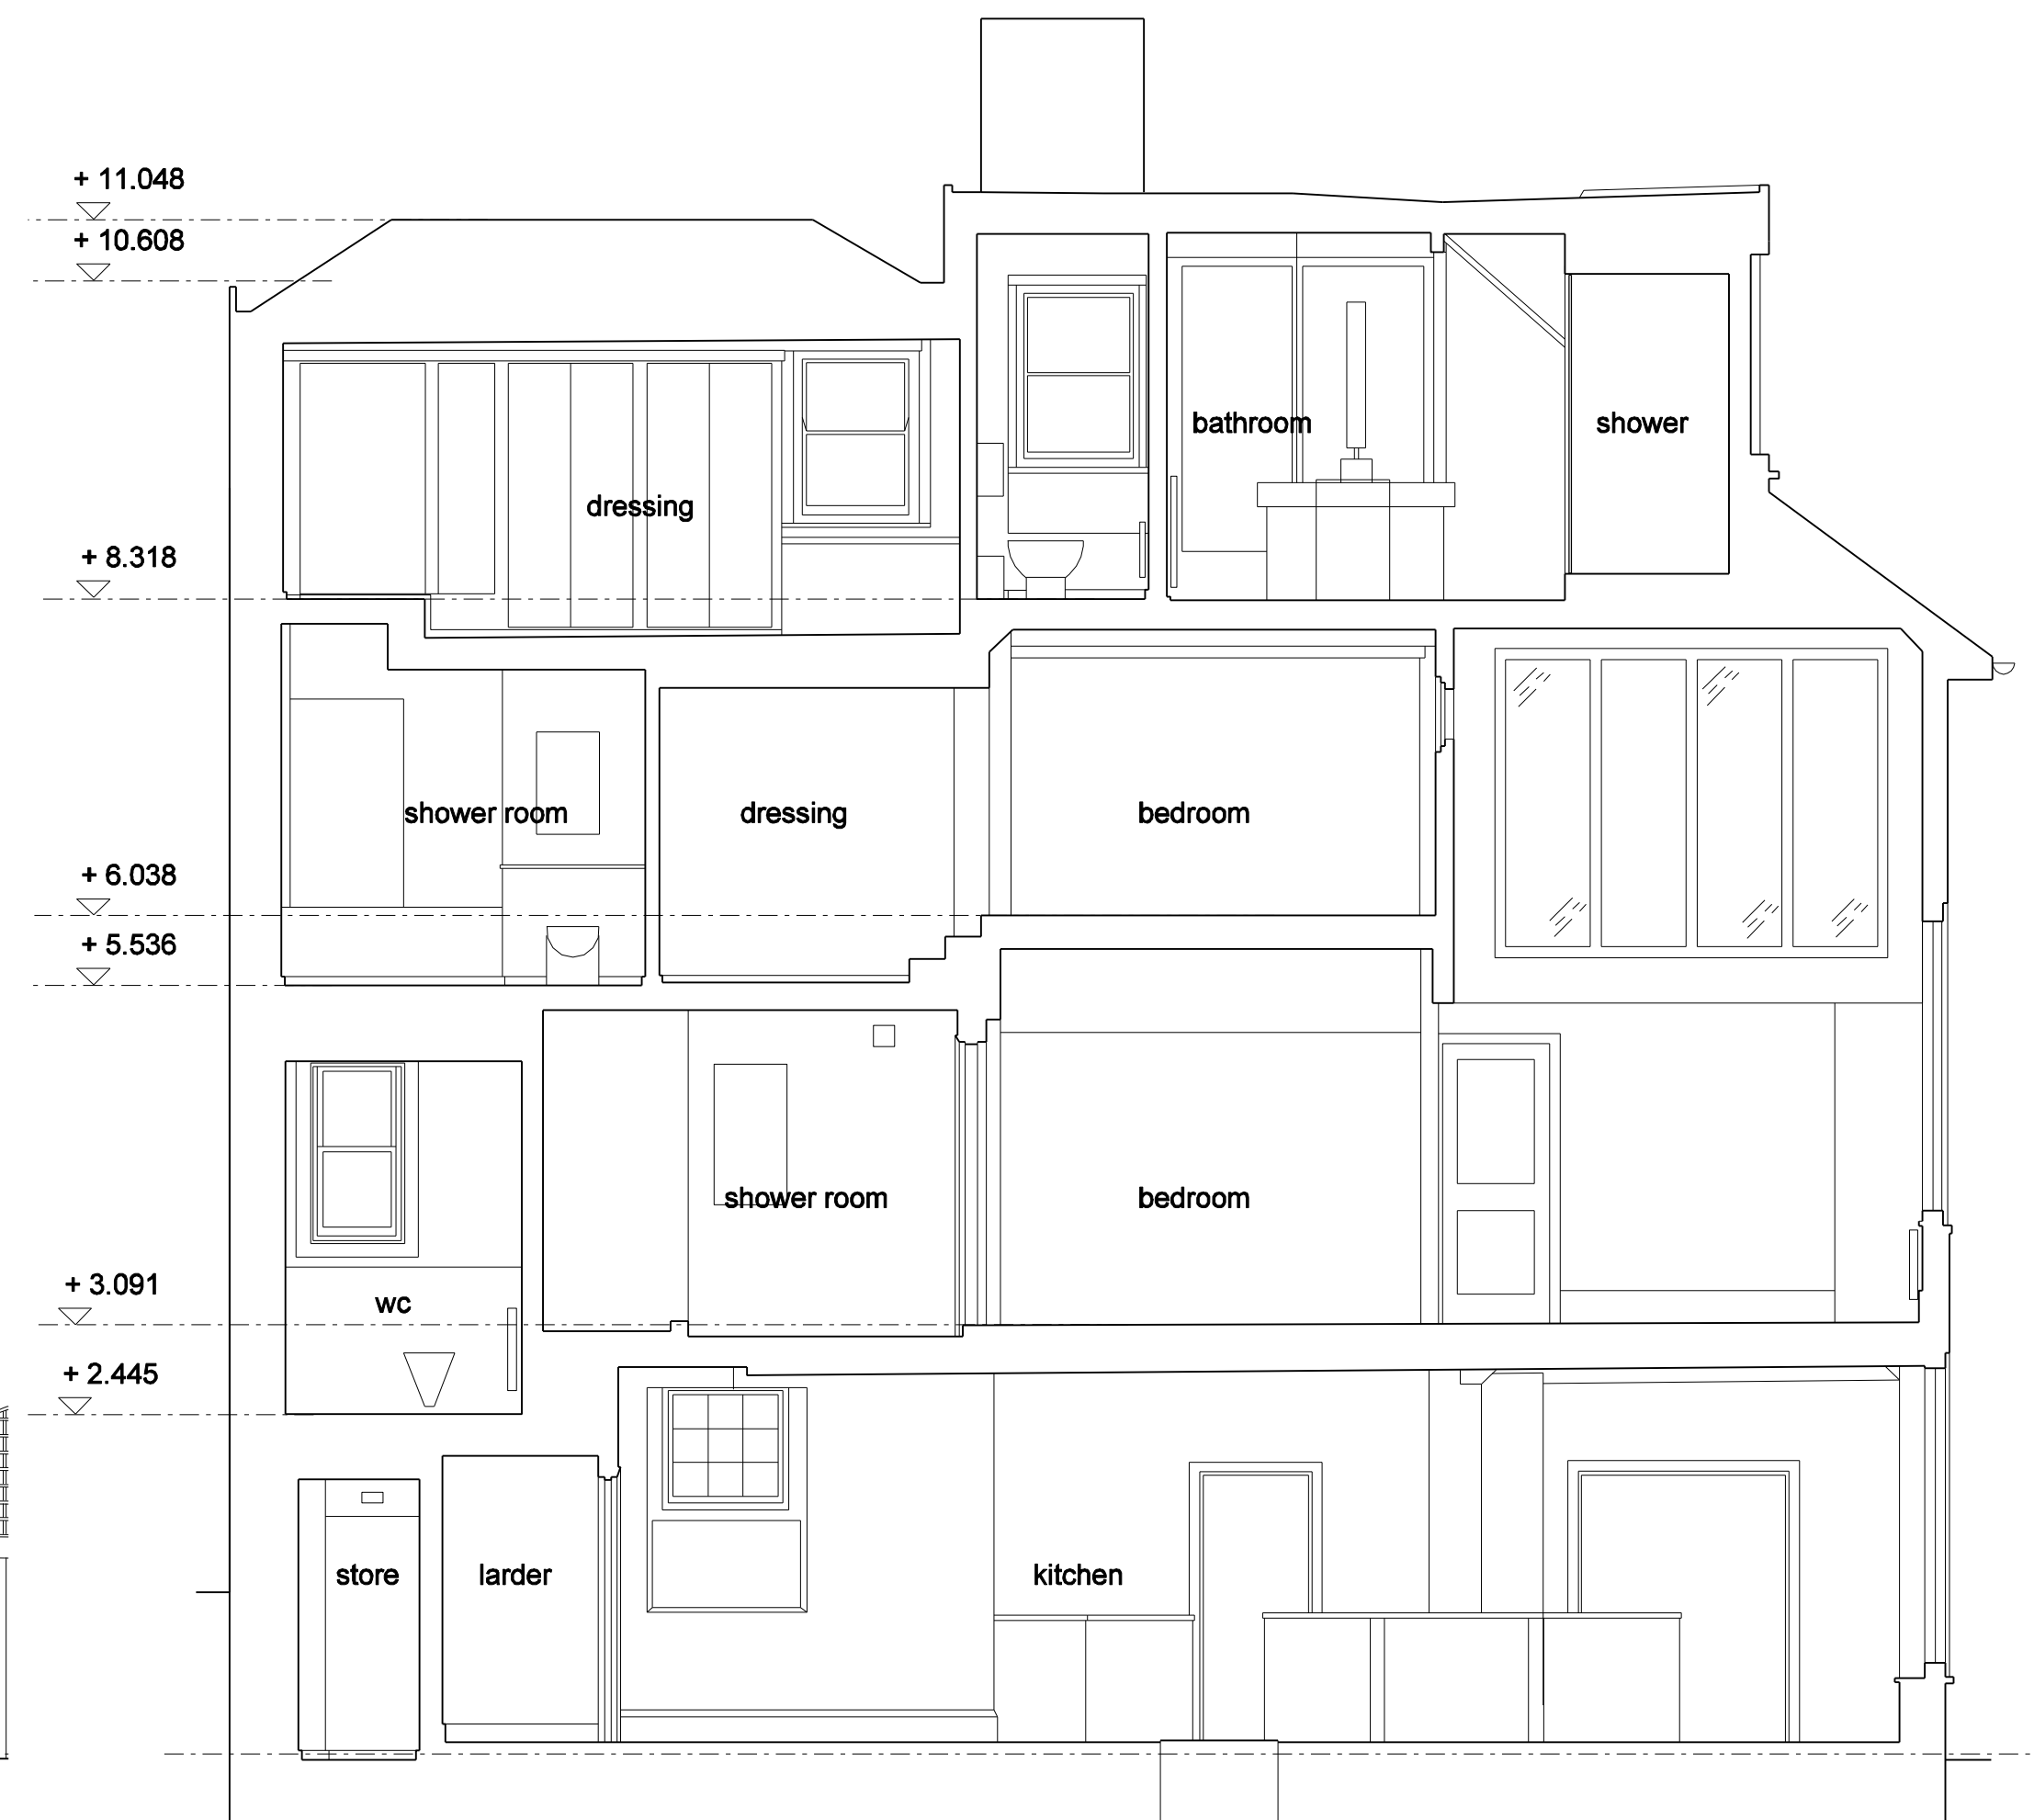 + 11.048
+ 10.608
bathroom
shower
dressing
+ 8.318
shower room
dressing
bedroom
+ 6.038
+ 5.536
shower room
bedroom
+ 3.091
wc
+ 2.445
store
larder
kitchen